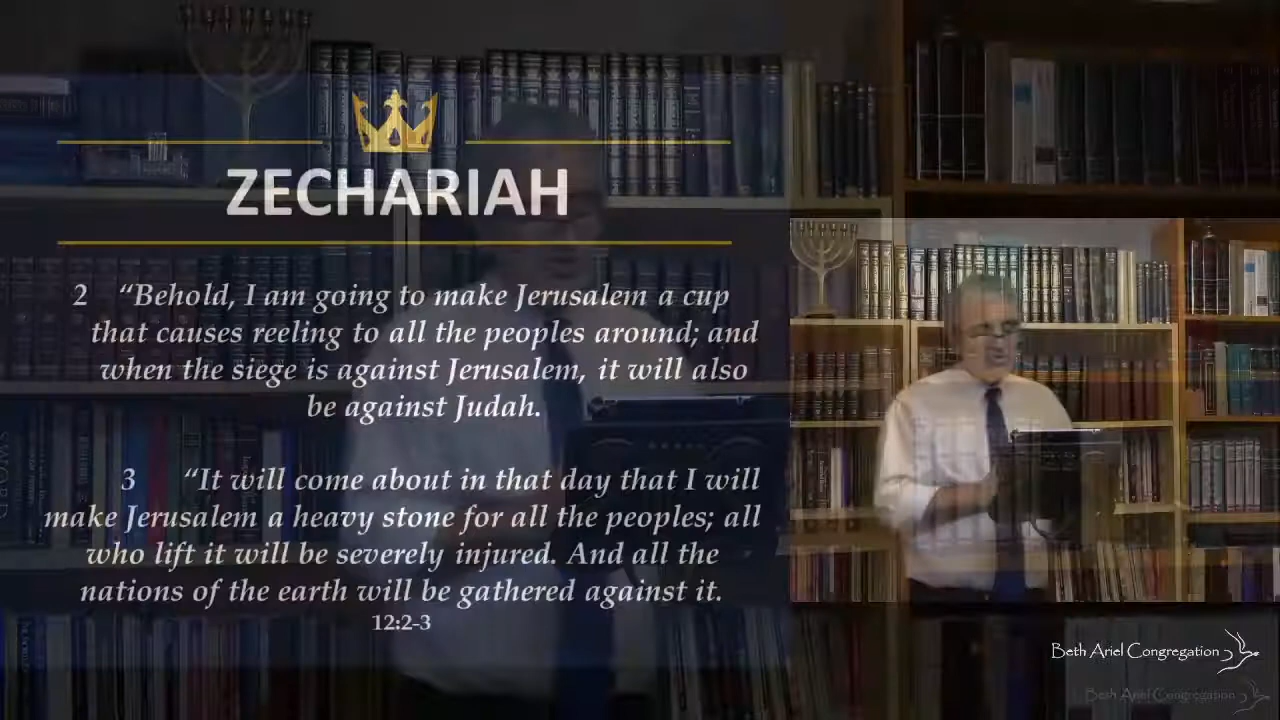 ZECHARIAH
2 “Behold, I am going to make Jerusalem a cup
that causes reeling to all the peoples around; and
when the siege is against Jerusalem, it will also
be against Judah.
3 “It will come about in that day that I will
make Jerusalem a heavy stone for all the peoples; all
who lift it will be severely injured. And all the
nations of the earth will be gathered against it.
12:2-3
Beth Ariel Congregation
Beth Ariel Congregation